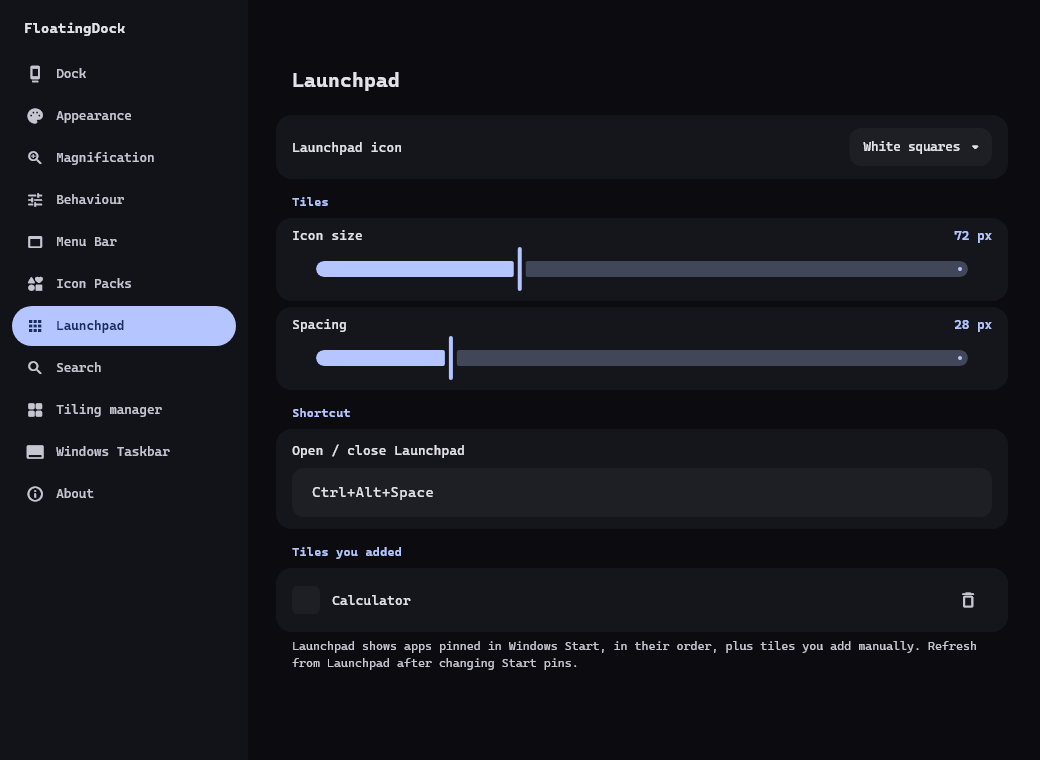 FloatingDock
Dock
Appearance
Magnification
Behaviour
Menu Bar
Icon Packs
Launchpad
Search
Tiling manager
Windows Taskbar
About
Launchpad
Launchpad icon
White squares
Tiles
Icon size
72 px
Spacing
28 px
Shortcut
Open / close Launchpad
Ctrl+Alt+Space
Tiles you added
Calculator
Launchpad shows apps pinned in Windows Start, in their order, plus tiles you add manually. Refresh
from Launchpad after changing Start pins.